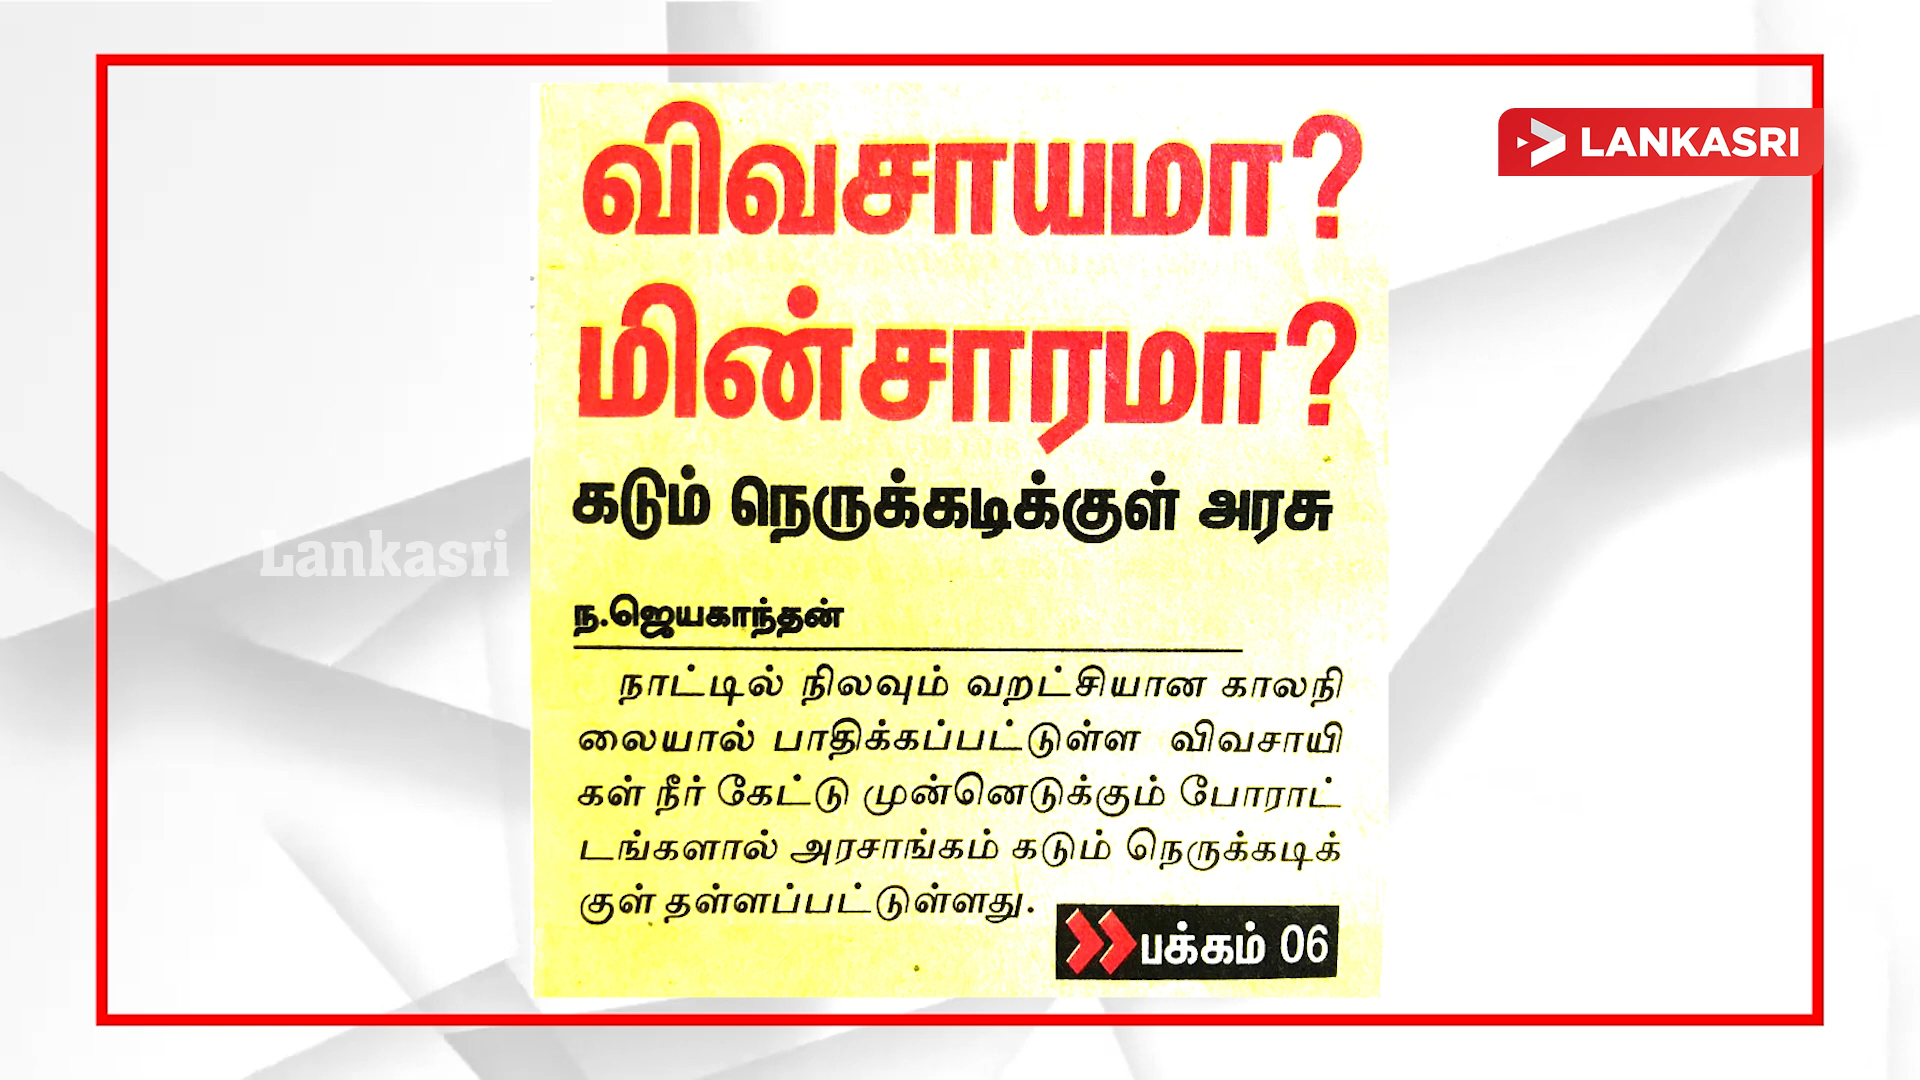 LANKASRI
விவசாயமா?
மின்சாரமா?
கடும் நெருக்கடிக்குள் அரசு
Lankasri
ந.ஜெயகாந்தன்
நாட்டில் நிலவும் வறட்சியான காலநி
லையால் பாதிக்கப்பட்டுள்ள விவசாயி
கள் நீர் கேட்டு முன்னெடுக்கும் போராட்
டங்களால் அரசாங்கம் கடும் நெருக்கடிக்
குள் தள்ளப்பட்டுள்ளது.
பக்கம் 06